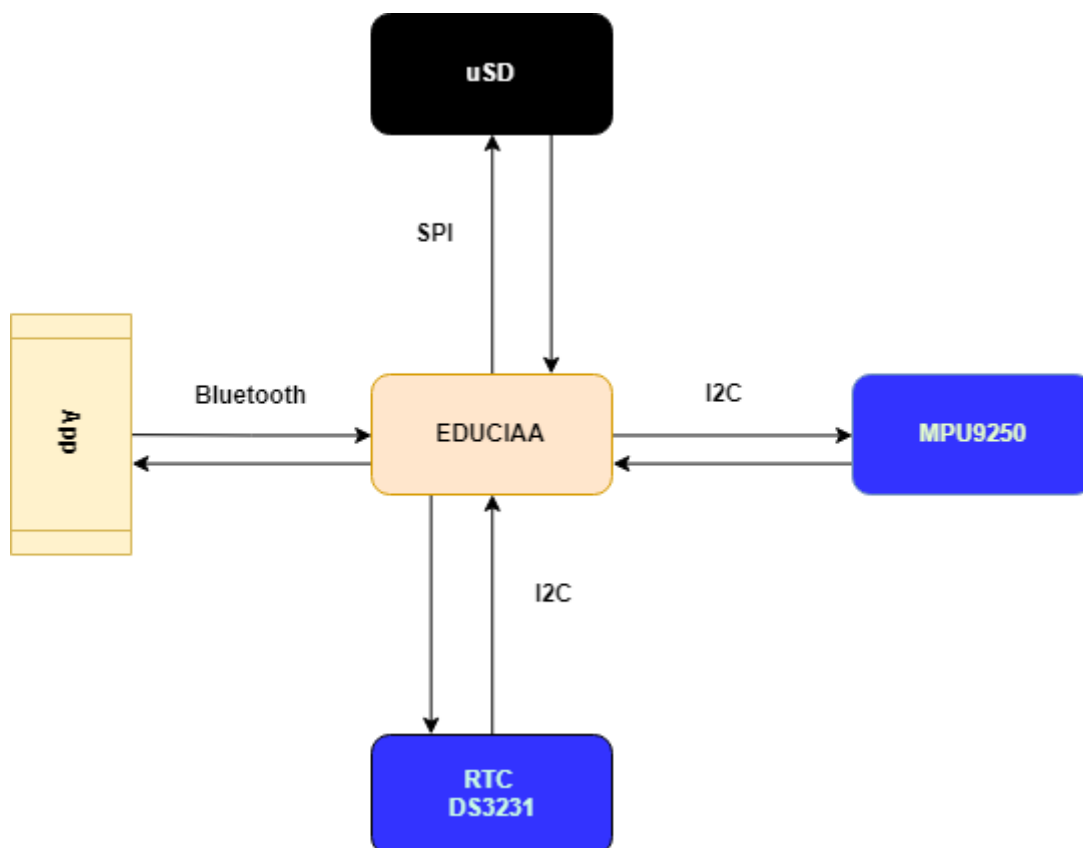 uSD
SPI
App
Bluetooth
EDUCIAA
I2C
MPU9250
I2C
RTC
DS3231